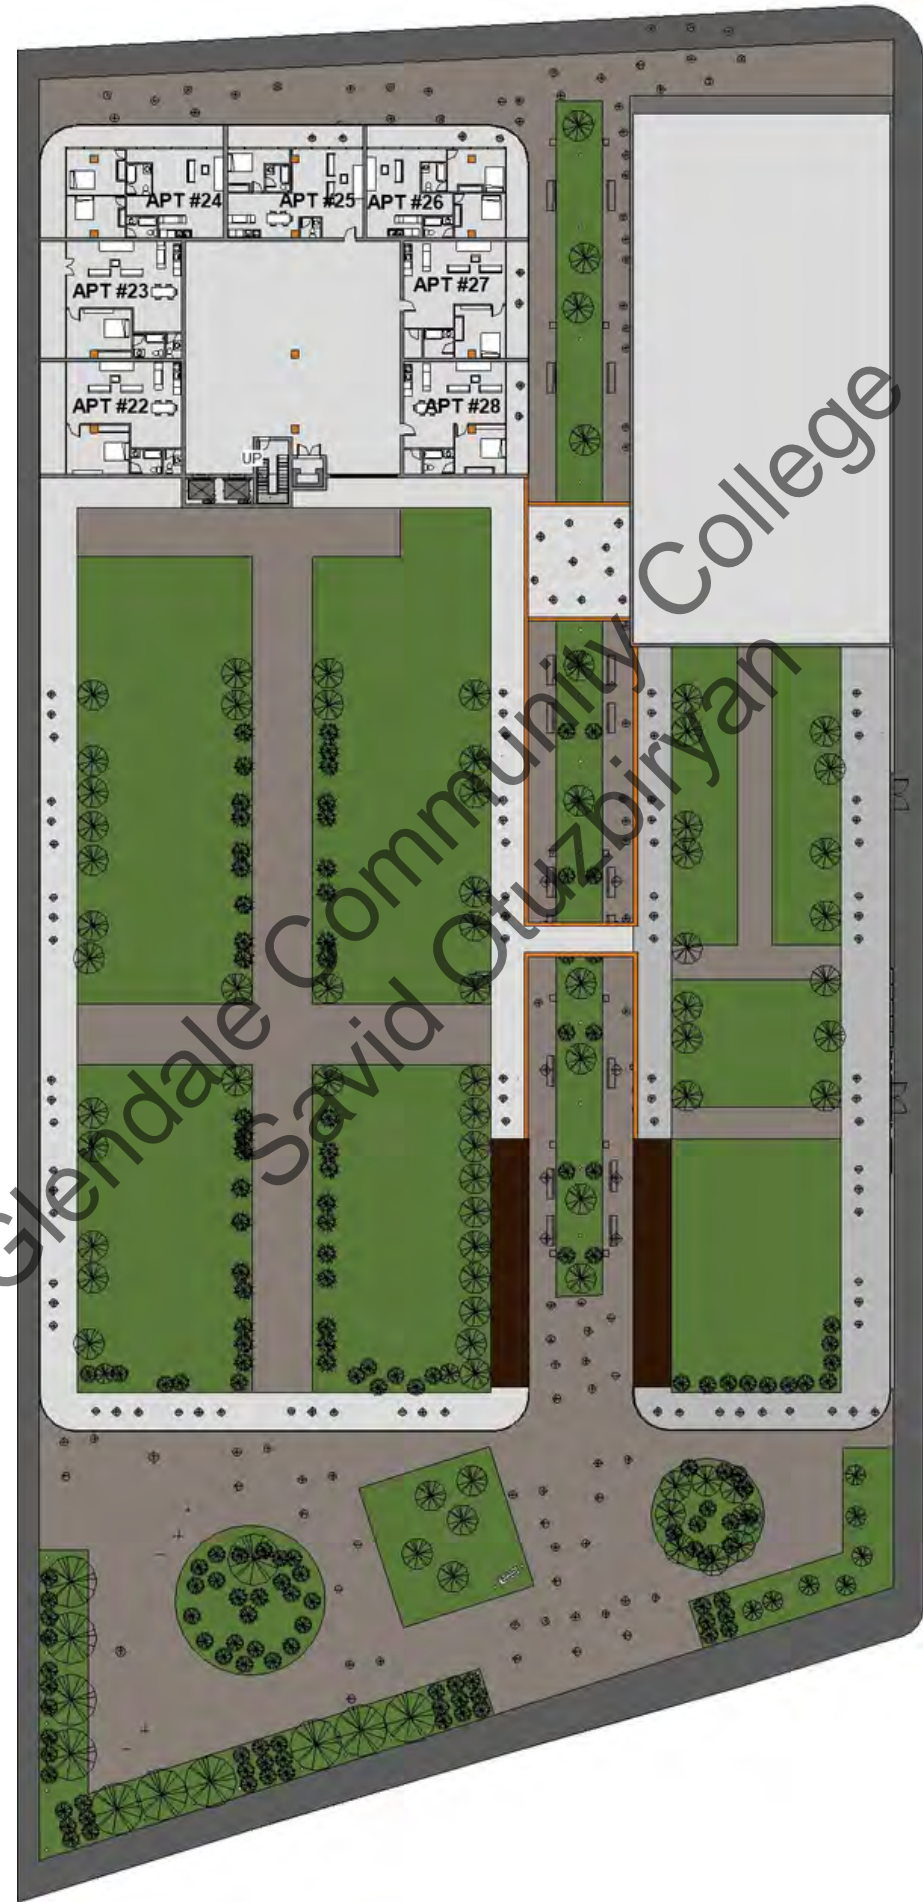 APT #24
APT #25
APT #26
APT #23
APT #27
APT #22
APT #28
UP
Glendale Community College
Savid Otuzbiryan